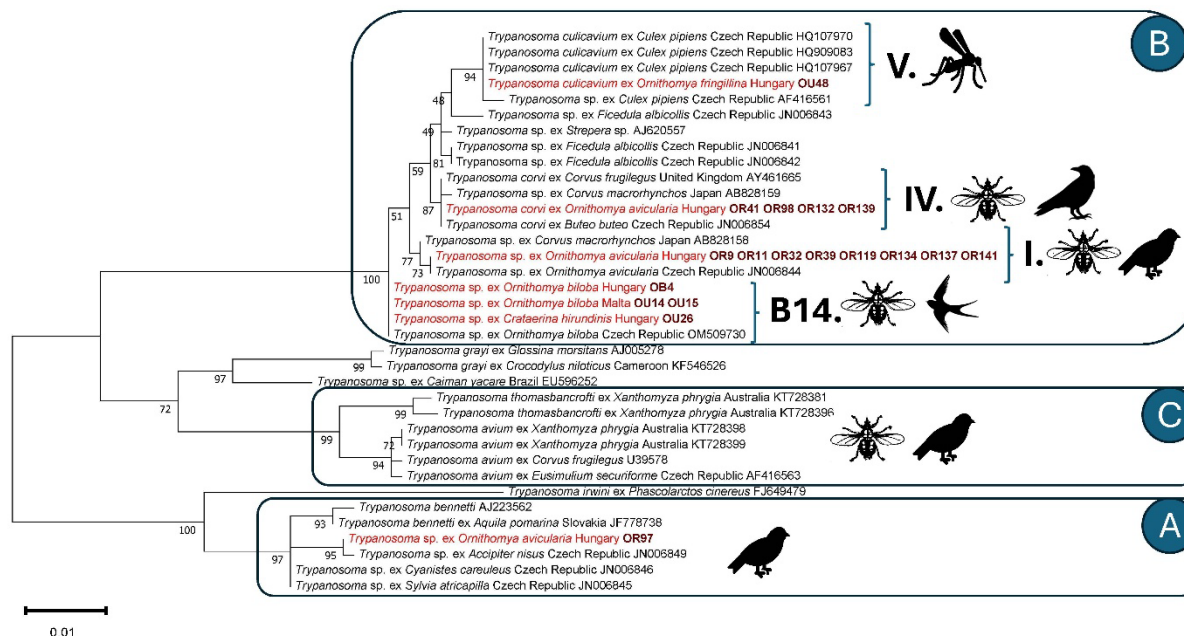 B
Trypanosoma culicavium ex Culex pipiens Czech Republic HQ107970
Trypanosoma culicavium ex Culex pipiens Czech Republic HQ909083
Trypanosoma culicavium ex Culex pipiens Czech Republic HQ107967
Trypanosoma culicavium ex Ornithomya fringillina Hungary OU48
Trypanosoma sp. ex Culex pipiens Czech Republic AF416561
V.
Trypanosoma sp. ex Ficedula albicollis Czech Republic JN006843
Trypanosoma sp. ex Strepera sp. AJ620557
Trypanosoma sp. ex Ficedula albicollis Czech Republic JN006841
Trypanosoma sp. ex Ficedula albicollis Czech Republic JN006842
Trypanosoma corvi ex Corvus frugilegus United Kingdom AY461665
Trypanosoma sp. ex Corvus macrorhynchos Japan AB828159
Trypanosoma corvi ex Ornithomya avicularia Hungary OR41 OR98 OR132 OR139
Trypanosoma corvi ex Buteo buteo Czech Republic JN006854
IV.
Trypanosoma sp. ex Corvus macrorhynchos Japan AB828158
Trypanosoma sp. ex Ornithomya avicularia Hungary OR9 OR11 OR32 OR39 OR119 OR134 OR137 OR141
Trypanosoma sp. ex Ornithomya avicularia Czech Republic JN006844
I.
Trypanosoma sp. ex Ornithomya biloba Hungary OB4
Trypanosoma sp. ex Ornithomya biloba Malta OU14 OU15
Trypanosoma sp. ex Crataerina hirundinis Hungary OU26
Trypanosoma sp. ex Ornithomya biloba Czech Republic OM509730
B14.
94
48
49
81
59
87
51
77
73
100
Trypanosoma grayi ex Glossina morsitans AJ005278
Trypanosoma grayi ex Crocodylus niloticus Cameroon KF546526
Trypanosoma sp. ex Caiman yacare Brazil EU596252
99
97
72
C
Trypanosoma thomasbancrofti ex Xanthomyza phrygia Australia KT728381
Trypanosoma thomasbancrofti ex Xanthomyza phrygia Australia KT728396
Trypanosoma avium ex Xanthomyza phrygia Australia KT728398
Trypanosoma avium ex Xanthomyza phrygia Australia KT728399
Trypanosoma avium ex Corvus frugilegus U39578
Trypanosoma avium ex Eusimulium securiforme Czech Republic AF416563
99
99
72
94
Trypanosoma irwini ex Phascolarctos cinereus FJ649479
A
Trypanosoma bennetti AJ223562
Trypanosoma bennetti ex Aquila pomarina Slovakia JF778738
Trypanosoma sp. ex Ornithomya avicularia Hungary OR97
Trypanosoma sp. ex Accipiter nisus Czech Republic JN006849
Trypanosoma sp. ex Cyanistes careuleus Czech Republic JN006846
Trypanosoma sp. ex Sylvia atricapilla Czech Republic JN006845
100
93
95
97
0.01